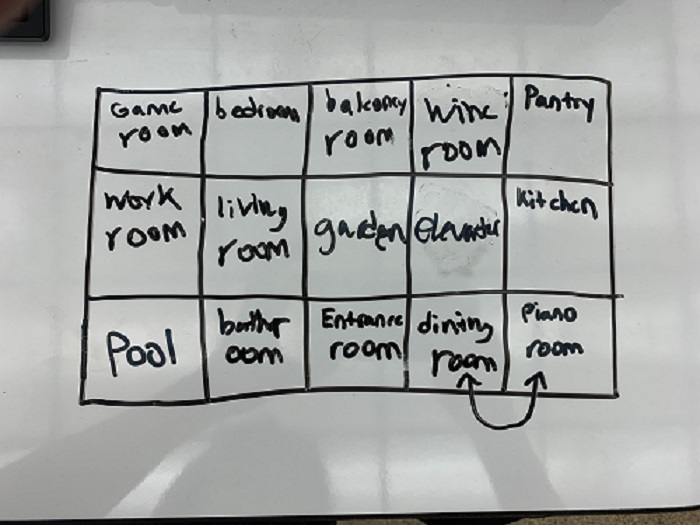 Game
room
bedroom
balconey
room
wine
room
Pantry
work
room
living
room
garden
Elevator
Kitchen
Pool
bathr
oom
Entrance
room
dining
room
Piano
room